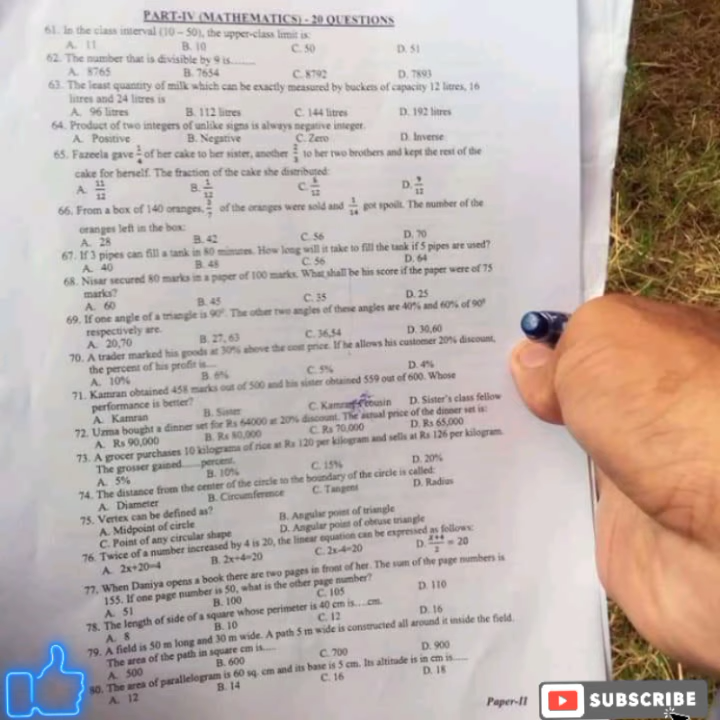 PART-IV (MATHEMATICS) - 20 QUESTIONS
61. In the class interval (10 – 50), the upper-class limit is:
A. 11 B. 10 C. 50 D. 51
62. The number that is divisible by 9 is........
A. 8765 B. 7654 C. 8792 D. 7893
63. The least quantity of milk which can be exactly measured by buckets of capacity 12 litres, 16
litres and 24 litres is
A. 96 litres B. 112 litres C. 144 litres D. 192 litres
64. Product of two integers of unlike signs is always negative integer.
A. Positive B. Negative C. Zero D. Inverse
65. Fazeela gave of her cake to her sister, another to her two brothers and kept the rest of the
cake for herself. The fraction of the cake she distributed:
A. 11/12 B. 1/12 C. /12 D. 9/12
66. From a box of 140 oranges, /7 of the oranges were sold and 1/14 got spoilt. The number of the
oranges left in the box:
A. 28 B. 42 C. 56 D. 70
67. If 3 pipes can fill a tank in 80 minutes. How long will it take to fill the tank if 5 pipes are used?
A. 40 B. 48 C. 56 D. 64
68. Nisar secured 80 marks in a paper of 100 marks. What shall be his score if the paper were of 75
marks?
A. 60 B. 45 C. 35 D. 25
69. If one angle of a triangle is 90⁰. The other two angles of these angles are 40% and 60% of 90⁰
respectively are.
A. 20,70 B. 27, 63 C. 36,54 D. 30,60
70. A trader marked his goods at 30% above the cost price. If he allows his customer 20% discount,
the percent of his profit is....
A. 10% B. 6% C. 5% D. 4%
71. Kamran obtained 458 marks out of 500 and his sister obtained 559 out of 600. Whose
performance is better?
A. Kamran B. Sister C. Kamran's cousin D. Sister's class fellow
72. Uzma bought a dinner set for Rs 64000 at 20% discount. The actual price of the dinner set is:
A. Rs 90,000 B. Rs 80,000 C. Rs 70,000 D. Rs 65,000
73. A grocer purchases 10 kilograms of rice at Rs 120 per kilogram and sells at Rs 126 per kilogram.
The grosser gained......percent.
A. 5% B. 10% C. 15% D. 20%
74. The distance from the center of the circle to the boundary of the circle is called:
A. Diameter B. Circumference C. Tangent D. Radius
75. Vertex can be defined as?
A. Midpoint of circle B. Angular point of triangle
C. Point of any circular shape D. Angular point of obtuse triangle
76. Twice of a number increased by 4 is 20, the linear equation can be expressed as follows:
A. 2x+20=4 B. 2x+4=20 C. 2x-4=20 D. x+4/2 = 20
77. When Daniya opens a book there are two pages in front of her. The sum of the page numbers is
155. If one page number is 50, what is the other page number?
A. 51 B. 100 C. 105 D. 110
78. The length of side of a square whose perimeter is 40 cm is....cm.
A. 8 B. 10 C. 12 D. 16
79. A field is 50 m long and 30 m wide. A path 5 m wide is constructed all around it inside the field.
The area of the path in square cm is.....
A. 500 B. 600 C. 700 D. 900
80. The area of parallelogram is 60 sq. cm and its base is 5 cm. Its altitude is in cm is......
A. 12 B. 14 C. 16 D. 18
Paper-II
SUBSCRIBE